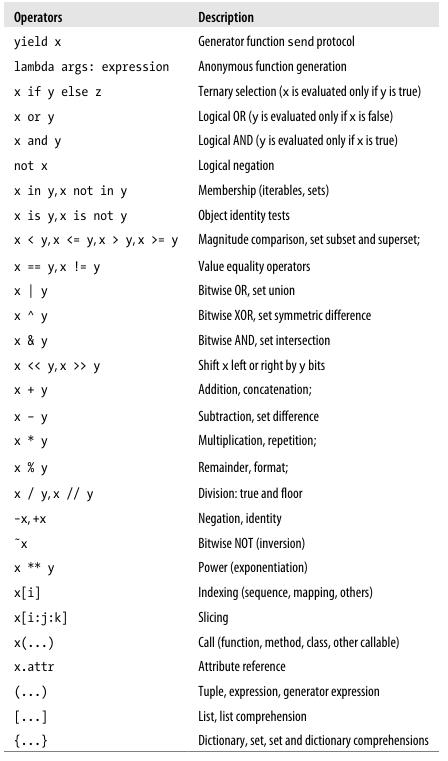 Operators Description
yield x Generator function send protocol
lambda args: expression Anonymous function generation
x if y else z Ternary selection (x is evaluated only if y is true)
x or y Logical OR (y is evaluated only if x is false)
x and y Logical AND (y is evaluated only if x is true)
not x Logical negation
x in y, x not in y Membership (iterables, sets)
x is y, x is not y Object identity tests
x < y, x <= y, x > y, x >= y Magnitude comparison, set subset and superset;
x == y, x != y Value equality operators
x | y Bitwise OR, set union
x ^ y Bitwise XOR, set symmetric difference
x & y Bitwise AND, set intersection
x << y, x >> y Shift x left or right by y bits
x + y Addition, concatenation;
x – y Subtraction, set difference
x * y Multiplication, repetition;
x % y Remainder, format;
x / y, x // y Division: true and floor
−x, +x Negation, identity
˜x Bitwise NOT (inversion)
x ** y Power (exponentiation)
x[i] Indexing (sequence, mapping, others)
x[i:j:k] Slicing
x(...) Call (function, method, class, other callable)
x.attr Attribute reference
(...) Tuple, expression, generator expression
[...] List, list comprehension
{...} Dictionary, set, set and dictionary comprehensions